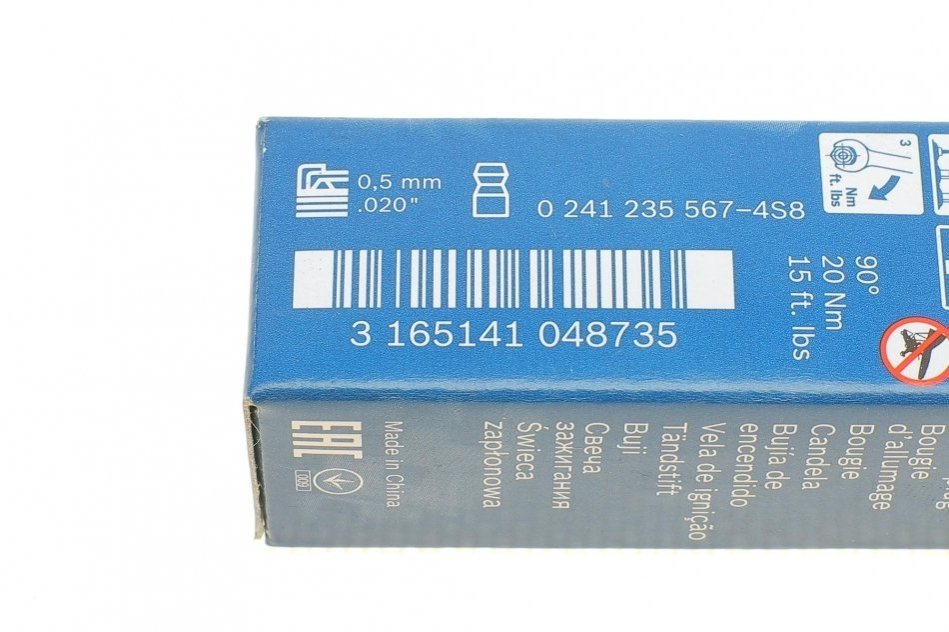 0,5 mm
.020"
0 241 235 567-4S8
3 165141 048735
3
Nm
ft. lbs
90°
20 Nm
15 ft. lbs
EAC
009
Made in China
Bougie
d'allumage
Bougie
Candela
Bujía de
encendido
Vela de ignição
Tändstift
Buji
Свеча
зажигания
Świeca
zapłonowa